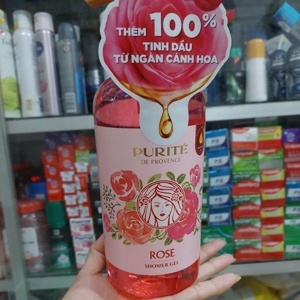 THÊM 100%
TINH DẦU
TỪ NGÀN CÁNH HOA
PURITÉ
DE PROVENCE
ROSE
SHOWER GEL